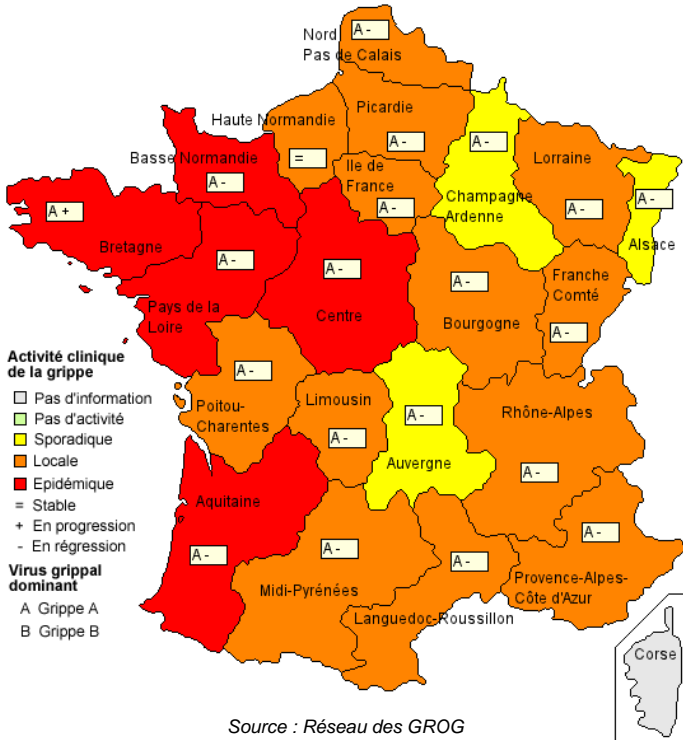 Nord
Pas de Calais
A -
Picardie
A -
Haute Normandie
=
Basse Normandie
A -
Ile de
France
A -
A -
Champagne
Ardenne
Lorraine
A -
A -
Alsace
A +
Bretagne
A -
Pays de la
Loire
A -
Centre
A -
Bourgogne
Franche
Comté
A -
A -
Poitou-
Charentes
Limousin
A -
A -
Auvergne
Rhône-Alpes
A -
Aquitaine
A -
A -
Midi-Pyrénées
A -
Languedoc-Roussillon
A -
Provence-Alpes-
Côte d'Azur
Corse
Activité clinique
de la grippe
Pas d'information
Pas d'activité
Sporadique
Locale
Epidémique
= Stable
+ En progression
- En régression
Virus grippal
dominant
A Grippe A
B Grippe B
Source : Réseau des GROG